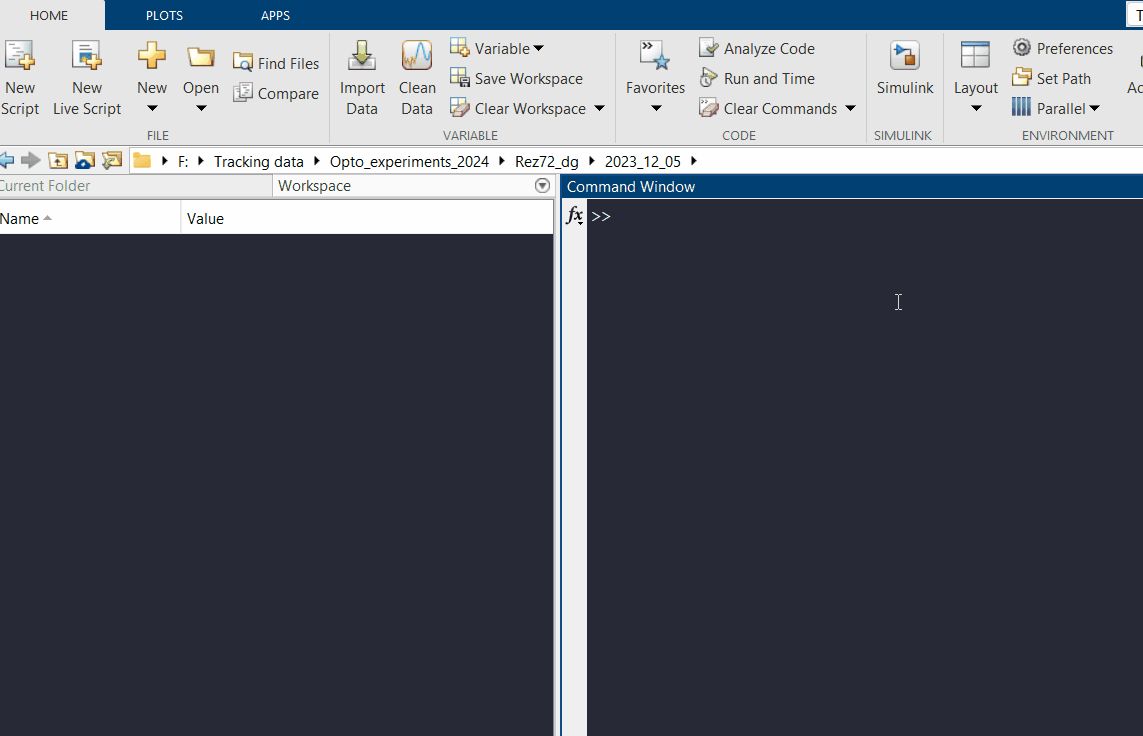 HOME PLOTS APPS T
New Script
New Live Script
New
Open
Find Files
Compare
FILE
Import Data
Clean Data
Variable
Save Workspace
Clear Workspace
VARIABLE
Favorites
Analyze Code
Run and Time
Clear Commands
CODE
Simulink
SIMULINK
Layout
Preferences
Set Path
Parallel
ENVIRONMENT
F: Tracking data Opto_experiments_2024 Rez72_dg 2023_12_05
Current Folder
Workspace
Command Window
Name Value
fx >>